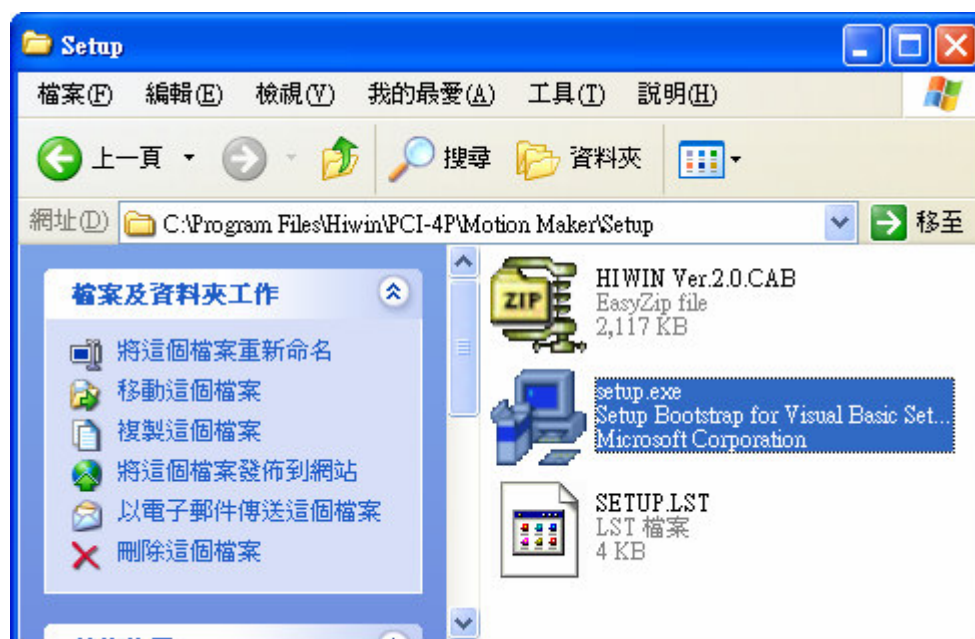 Setup
檔案(F) 編輯(E) 檢視(V) 我的最愛(A) 工具(T) 說明(H)
上一頁 搜尋 資料夾
網址(D) C:\Program Files\Hiwin\PCI-4P\Motion Maker\Setup 移至
檔案及資料夾工作
將這個檔案重新命名
移動這個檔案
複製這個檔案
將這個檔案發佈到網站
以電子郵件傳送這個檔案
刪除這個檔案
ZIP
HIWIN Ver.2.0.CAB
EasyZip file
2,117 KB
setup.exe
Setup Bootstrap for Visual Basic Set...
Microsoft Corporation
SETUP.LST
LST 檔案
4 KB